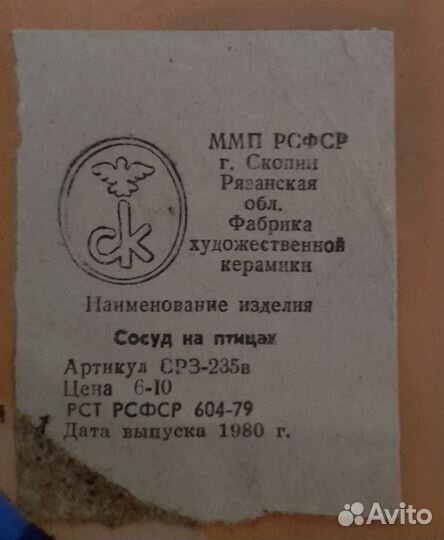 ММП РСФСР
г. Скопин
Рязанская
обл.
Фабрика
художественной
керамики
ск
Наименование изделия
Сосуд на птицах
Артикул СРЗ-235в
Цена 6-10
РСТ РСФСР 604-79
Дата выпуска 1980 г.
Avito